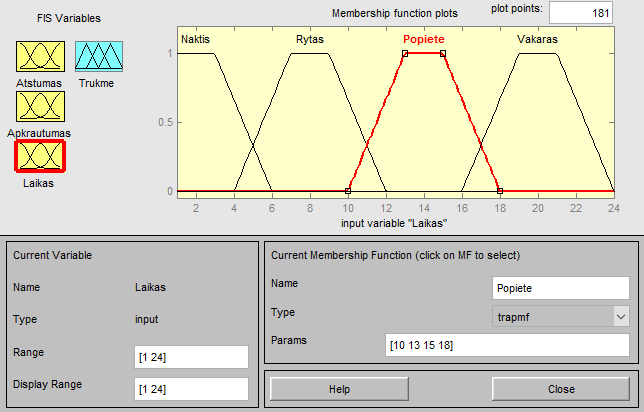 FIS Variables
Membership function plots
plot points:
181
Atstumas
Trukme
Apkrautumas
Laikas
Naktis
Rytas
Popiete
Vakaras
1
0.5
0
2 4 6 8 10 12 14 16 18 20 22 24
input variable "Laikas"
Current Variable
Name
Laikas
Type
input
Range
[1 24]
Display Range
[1 24]
Current Membership Function (click on MF to select)
Name
Popiete
Type
trapmf
Params
[10 13 15 18]
Help
Close